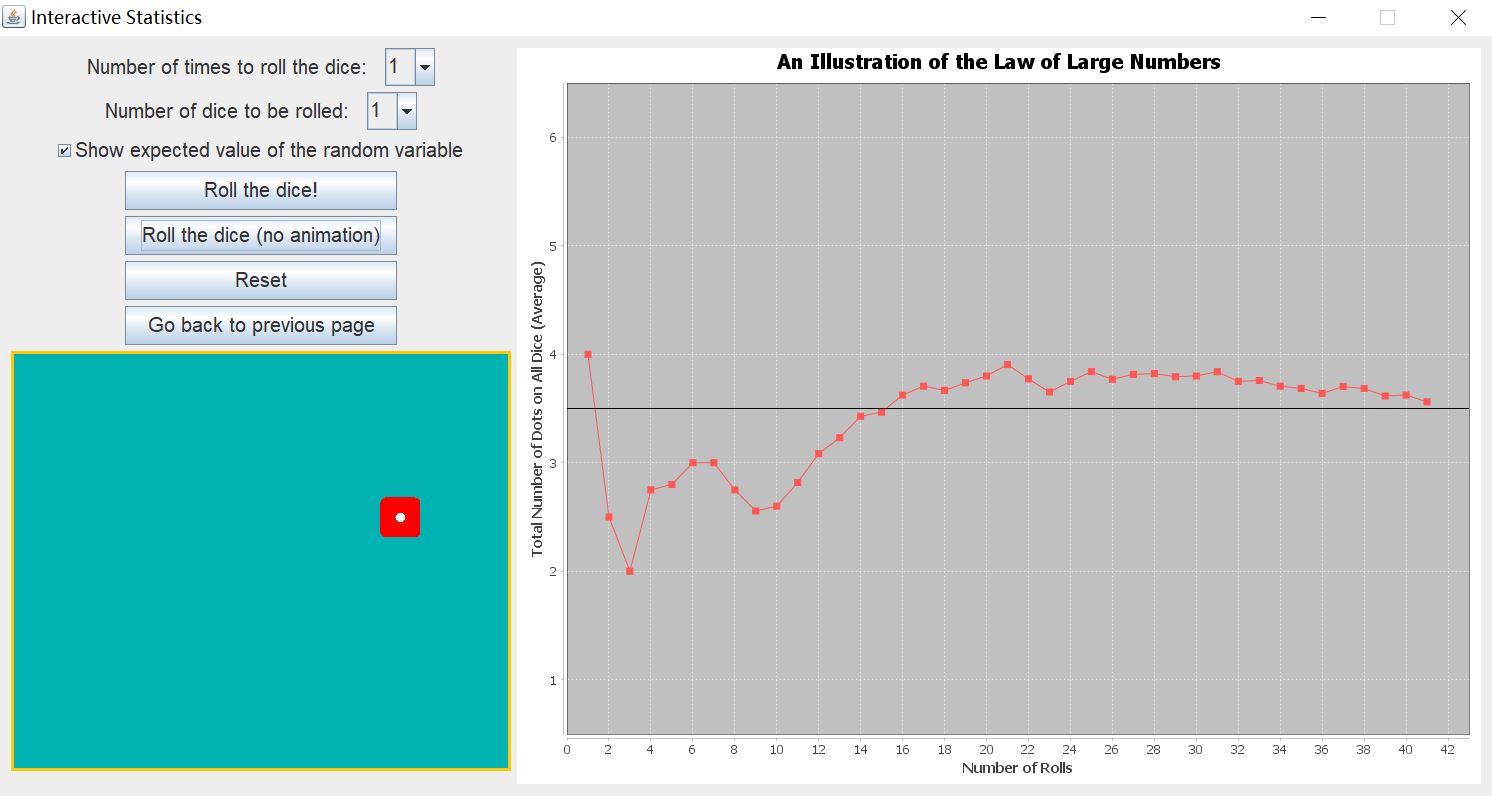 Interactive Statistics
Number of times to roll the dice: 1
Number of dice to be rolled: 1
Show expected value of the random variable
Roll the dice!
Roll the dice (no animation)
Reset
Go back to previous page
An Illustration of the Law of Large Numbers
Total Number of Dots on All Dice (Average)
6
5
4
3
2
1
0 2 4 6 8 10 12 14 16 18 20 22 24 26 28 30 32 34 36 38 40 42
Number of Rolls